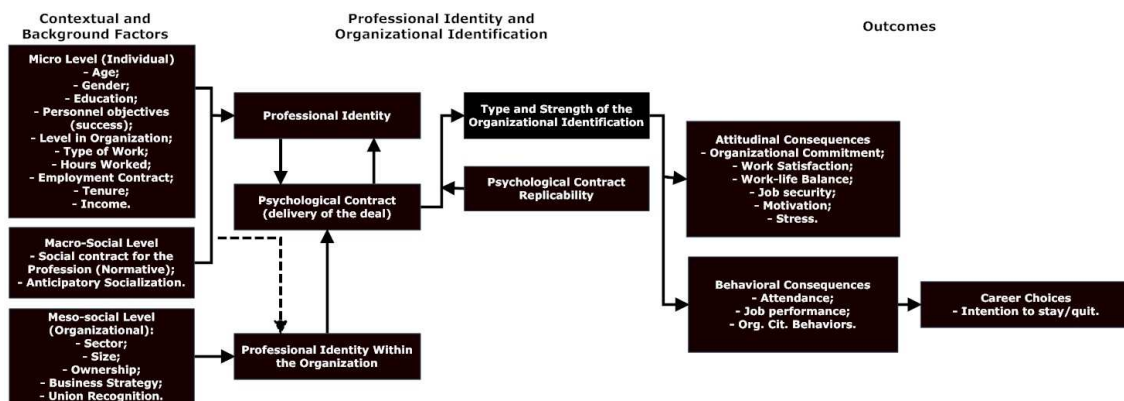 Contextual and
Background Factors
Professional Identity and
Organizational Identification
Outcomes
Micro Level (Individual)
- Age;
- Gender;
- Education;
- Personnel objectives
(success);
- Level in Organization;
- Type of Work;
- Hours Worked;
- Employment Contract;
- Tenure;
- Income.
Macro-Social Level
- Social contract for the
Profession (Normative);
- Anticipatory Socialization.
Meso-social Level
(Organizational):
- Sector;
- Size;
- Ownership;
- Business Strategy;
- Union Recognition.
Professional Identity
Psychological Contract
(delivery of the deal)
Professional Identity Within
the Organization
Type and Strength of the
Organizational Identification
Psychological Contract
Replicability
Attitudinal Consequences
- Organizational Commitment;
- Work Satisfaction;
- Work-life Balance;
- Job security;
- Motivation;
- Stress.
Behavioral Consequences
- Attendance;
- Job performance;
- Org. Cit. Behaviors.
Career Choices
- Intention to stay/quit.